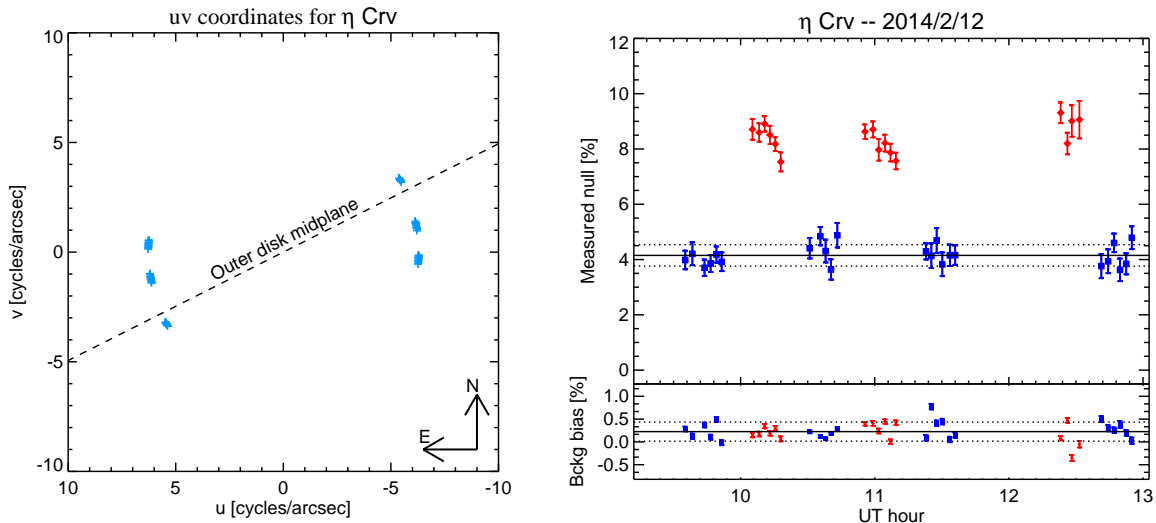 uv coordinates for η Crv
10
5
0
-5
-10
v [cycles/arcsec]
Outer disk midplane
N
E
10
5
0
-5
-10
u [cycles/arcsec]
η Crv -- 2014/2/12
12
10
8
6
4
2
0
Measured null [%]
1.0
0.5
0.0
-0.5
Bckg bias [%]
10
11
12
13
UT hour